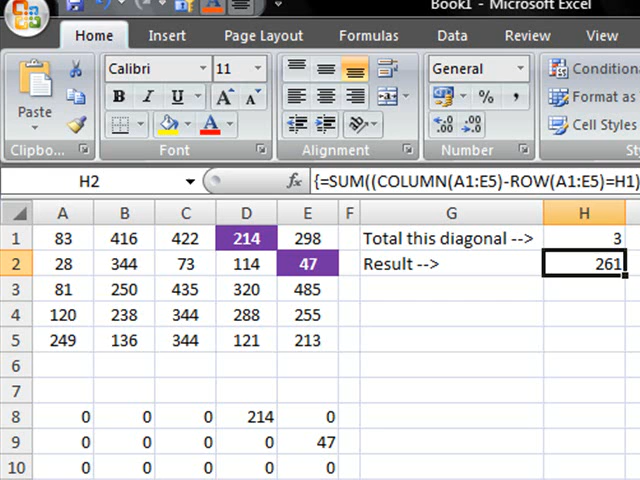 Book1 - Microsoft Excel
Home Insert Page Layout Formulas Data Review View
Calibri 11 General Condition
Paste B I U A A % , Format as
A Cell Styles
Clipbo... Font Alignment Number
H2 fx {=SUM((COLUMN(A1:E5)-ROW(A1:E5)=H1)
A B C D E F G H
1 83 416 422 214 298 Total this diagonal --> 3
2 28 344 73 114 47 Result --> 261
3 81 250 435 320 485
4 120 238 344 288 255
5 249 136 344 121 213
6
7
8 0 0 0 214 0
9 0 0 0 0 47
10 0 0 0 0 0